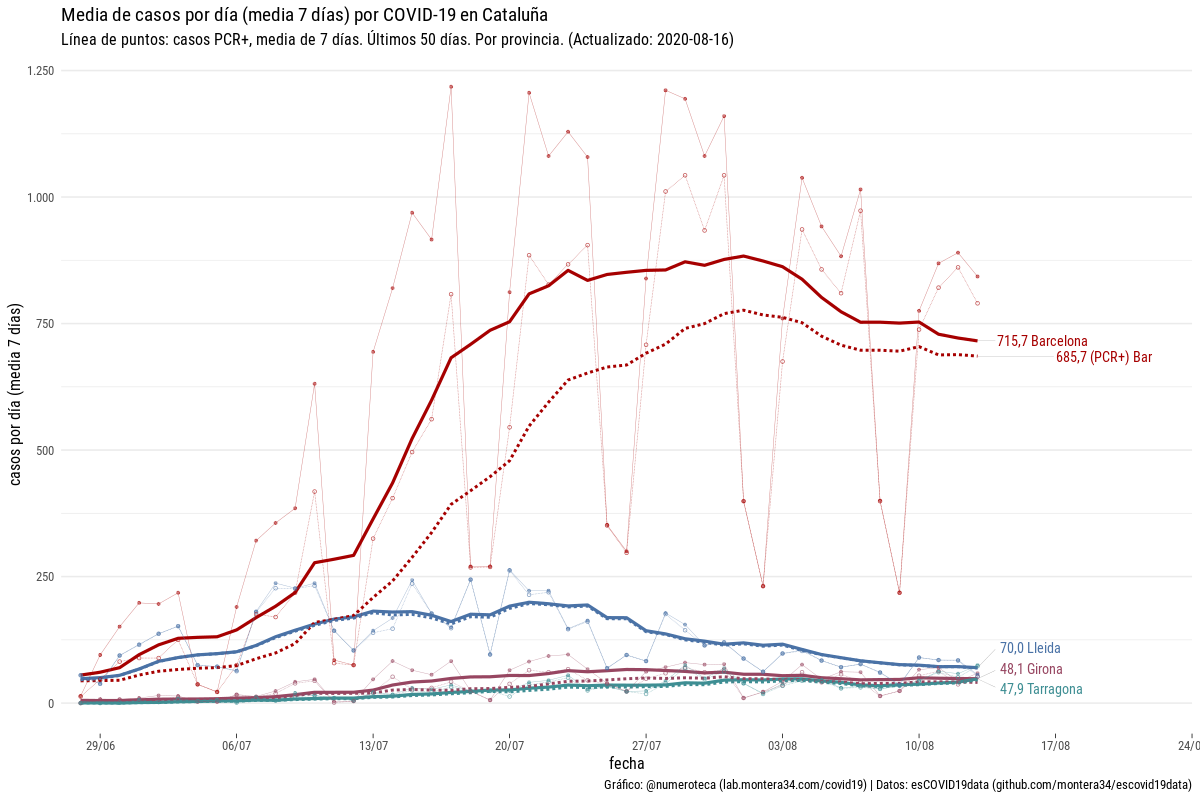 Media de casos por día (media 7 días) por COVID-19 en Cataluña
Línea de puntos: casos PCR+, media de 7 días. Últimos 50 días. Por provincia. (Actualizado: 2020-08-16)
casos por día (media 7 días)
1.250
1.000
750
500
250
0
715,7 Barcelona
685,7 (PCR+) Bar
70,0 Lleida
48,1 Girona
47,9 Tarragona
29/06 06/07 13/07 20/07 27/07 03/08 10/08 17/08 24/0
fecha
Gráfico: @numeroteca (lab.montera34.com/covid19) | Datos: esCOVID19data (github.com/montera34/escovid19data)